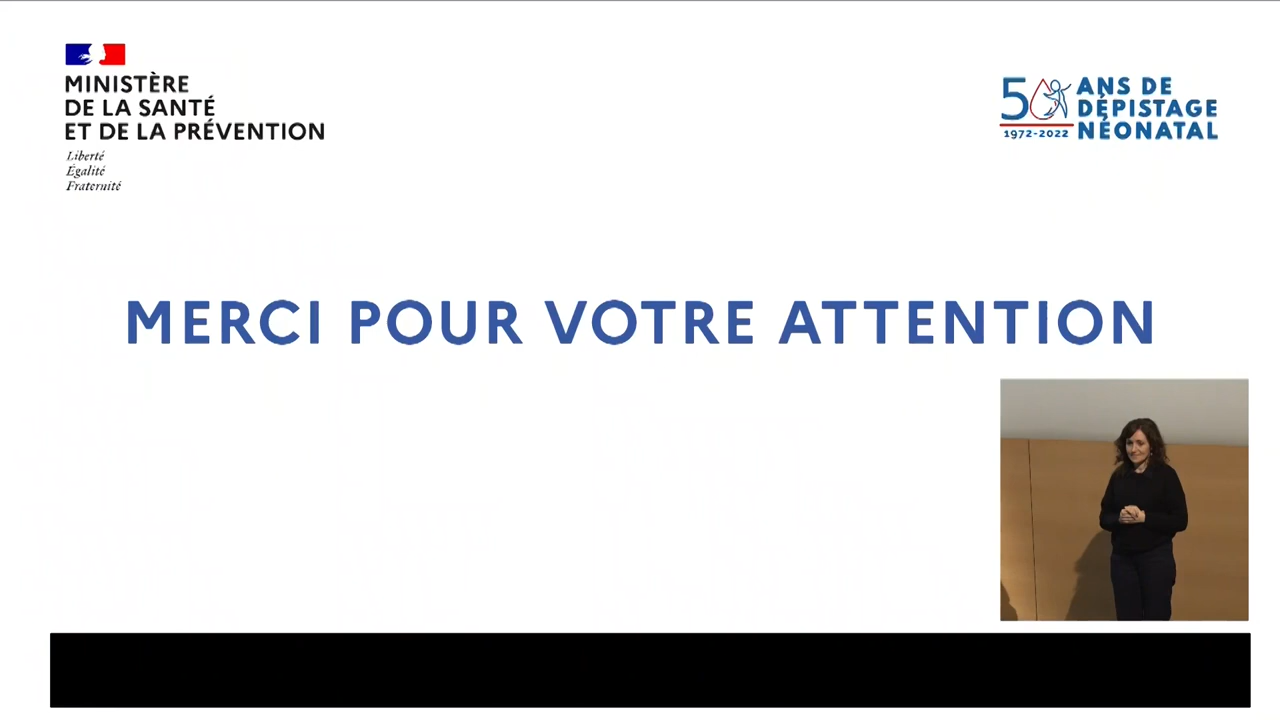 MINISTÈRE
DE LA SANTÉ
ET DE LA PRÉVENTION
Liberté
Égalité
Fraternité
50 ANS DE
DÉPISTAGE
NÉONATAL
1972-2022
MERCI POUR VOTRE ATTENTION